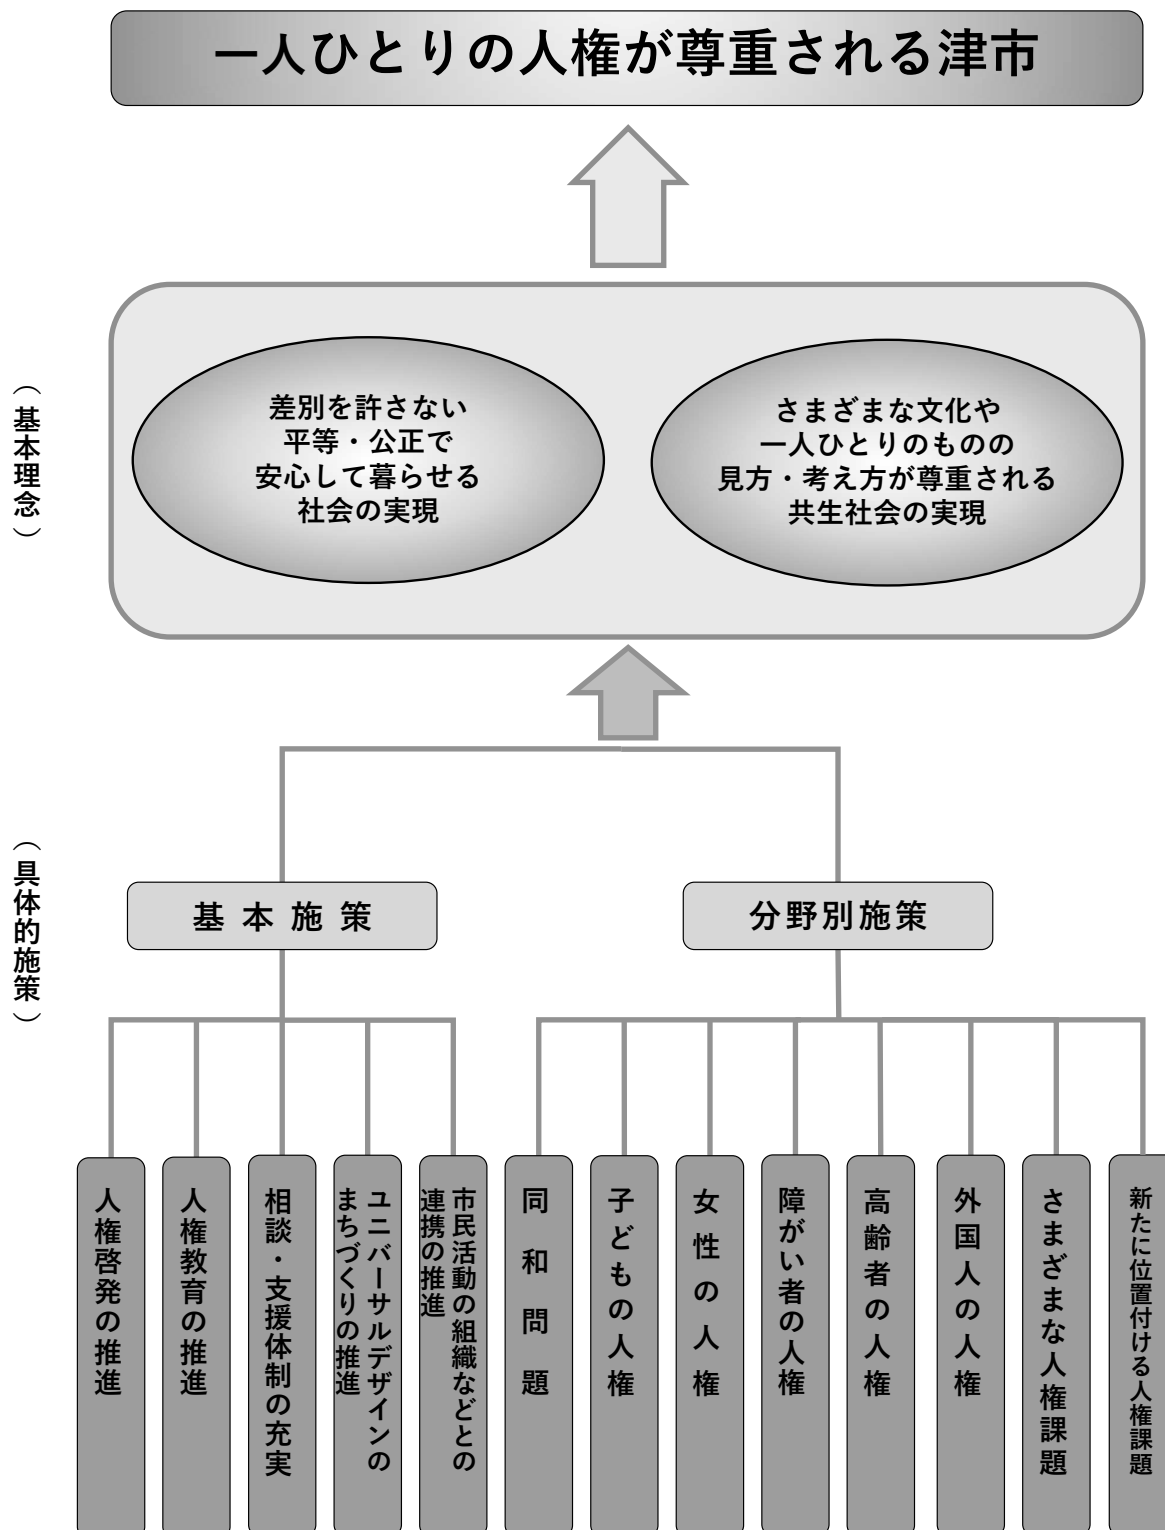 一人ひとりの人権が尊重される津市
（基本理念）
差別を許さない
平等・公正で
安心して暮らせる
社会の実現
さまざまな文化や
一人ひとりのものの
見方・考え方が尊重される
共生社会の実現
（具体的施策）
基本施策
分野別施策
人権啓発の推進
人権教育の推進
相談・支援体制の充実
ユニバーサルデザインの
まちづくりの推進
市民活動の組織などとの
連携の推進
同和問題
子どもの人権
女性の人権
障がい者の人権
高齢者の人権
外国人の人権
さまざまな人権課題
新たに位置付ける人権課題